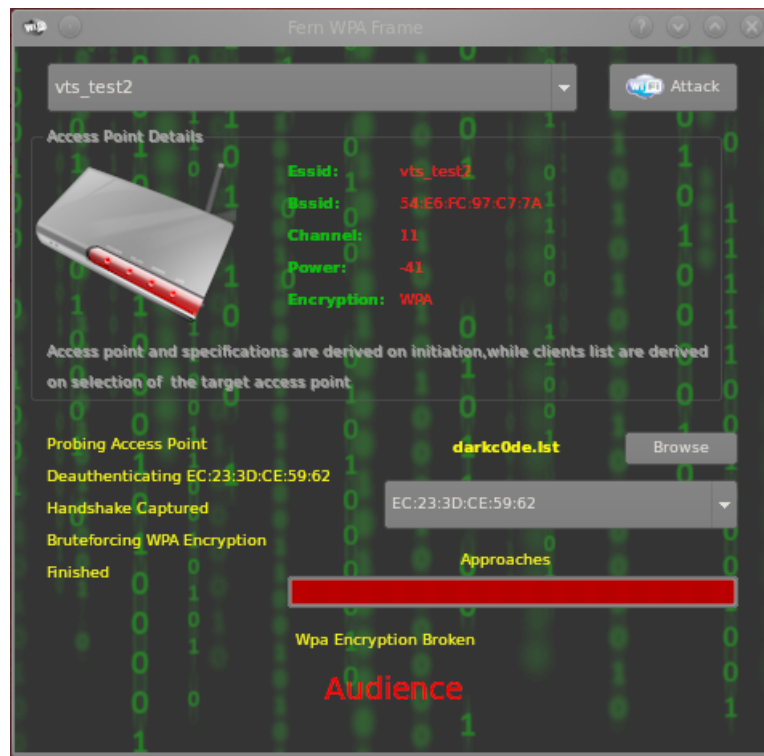 Fern WPA Frame
vts_test2
WiFi Attack
Access Point Details
Essid: vts_test2
Bssid: 54:E6:FC:97:C7:7A
Channel: 11
Power: -41
Encryption: WPA
Access point and specifications are derived on initiation,while clients list are derived
on selection of the target access point
Probing Access Point
darkc0de.lst
Browse
Deauthenticating EC:23:3D:CE:59:62
EC:23:3D:CE:59:62
Handshake Captured
Bruteforcing WPA Encryption
Approaches
Finished
Wpa Encryption Broken
Audience